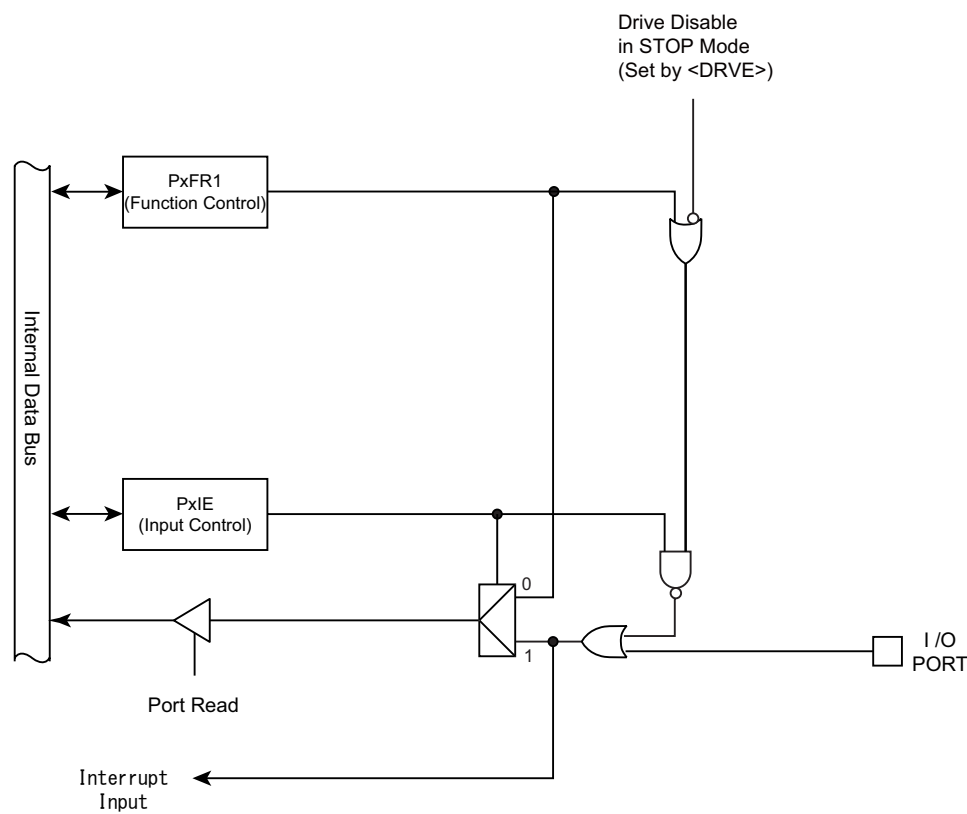 Drive Disable
in STOP Mode
(Set by <DRVE>)
PxFR1
(Function Control)
Internal Data Bus
PxIE
(Input Control)
0
1
I /O
PORT
Port Read
Interrupt
Input